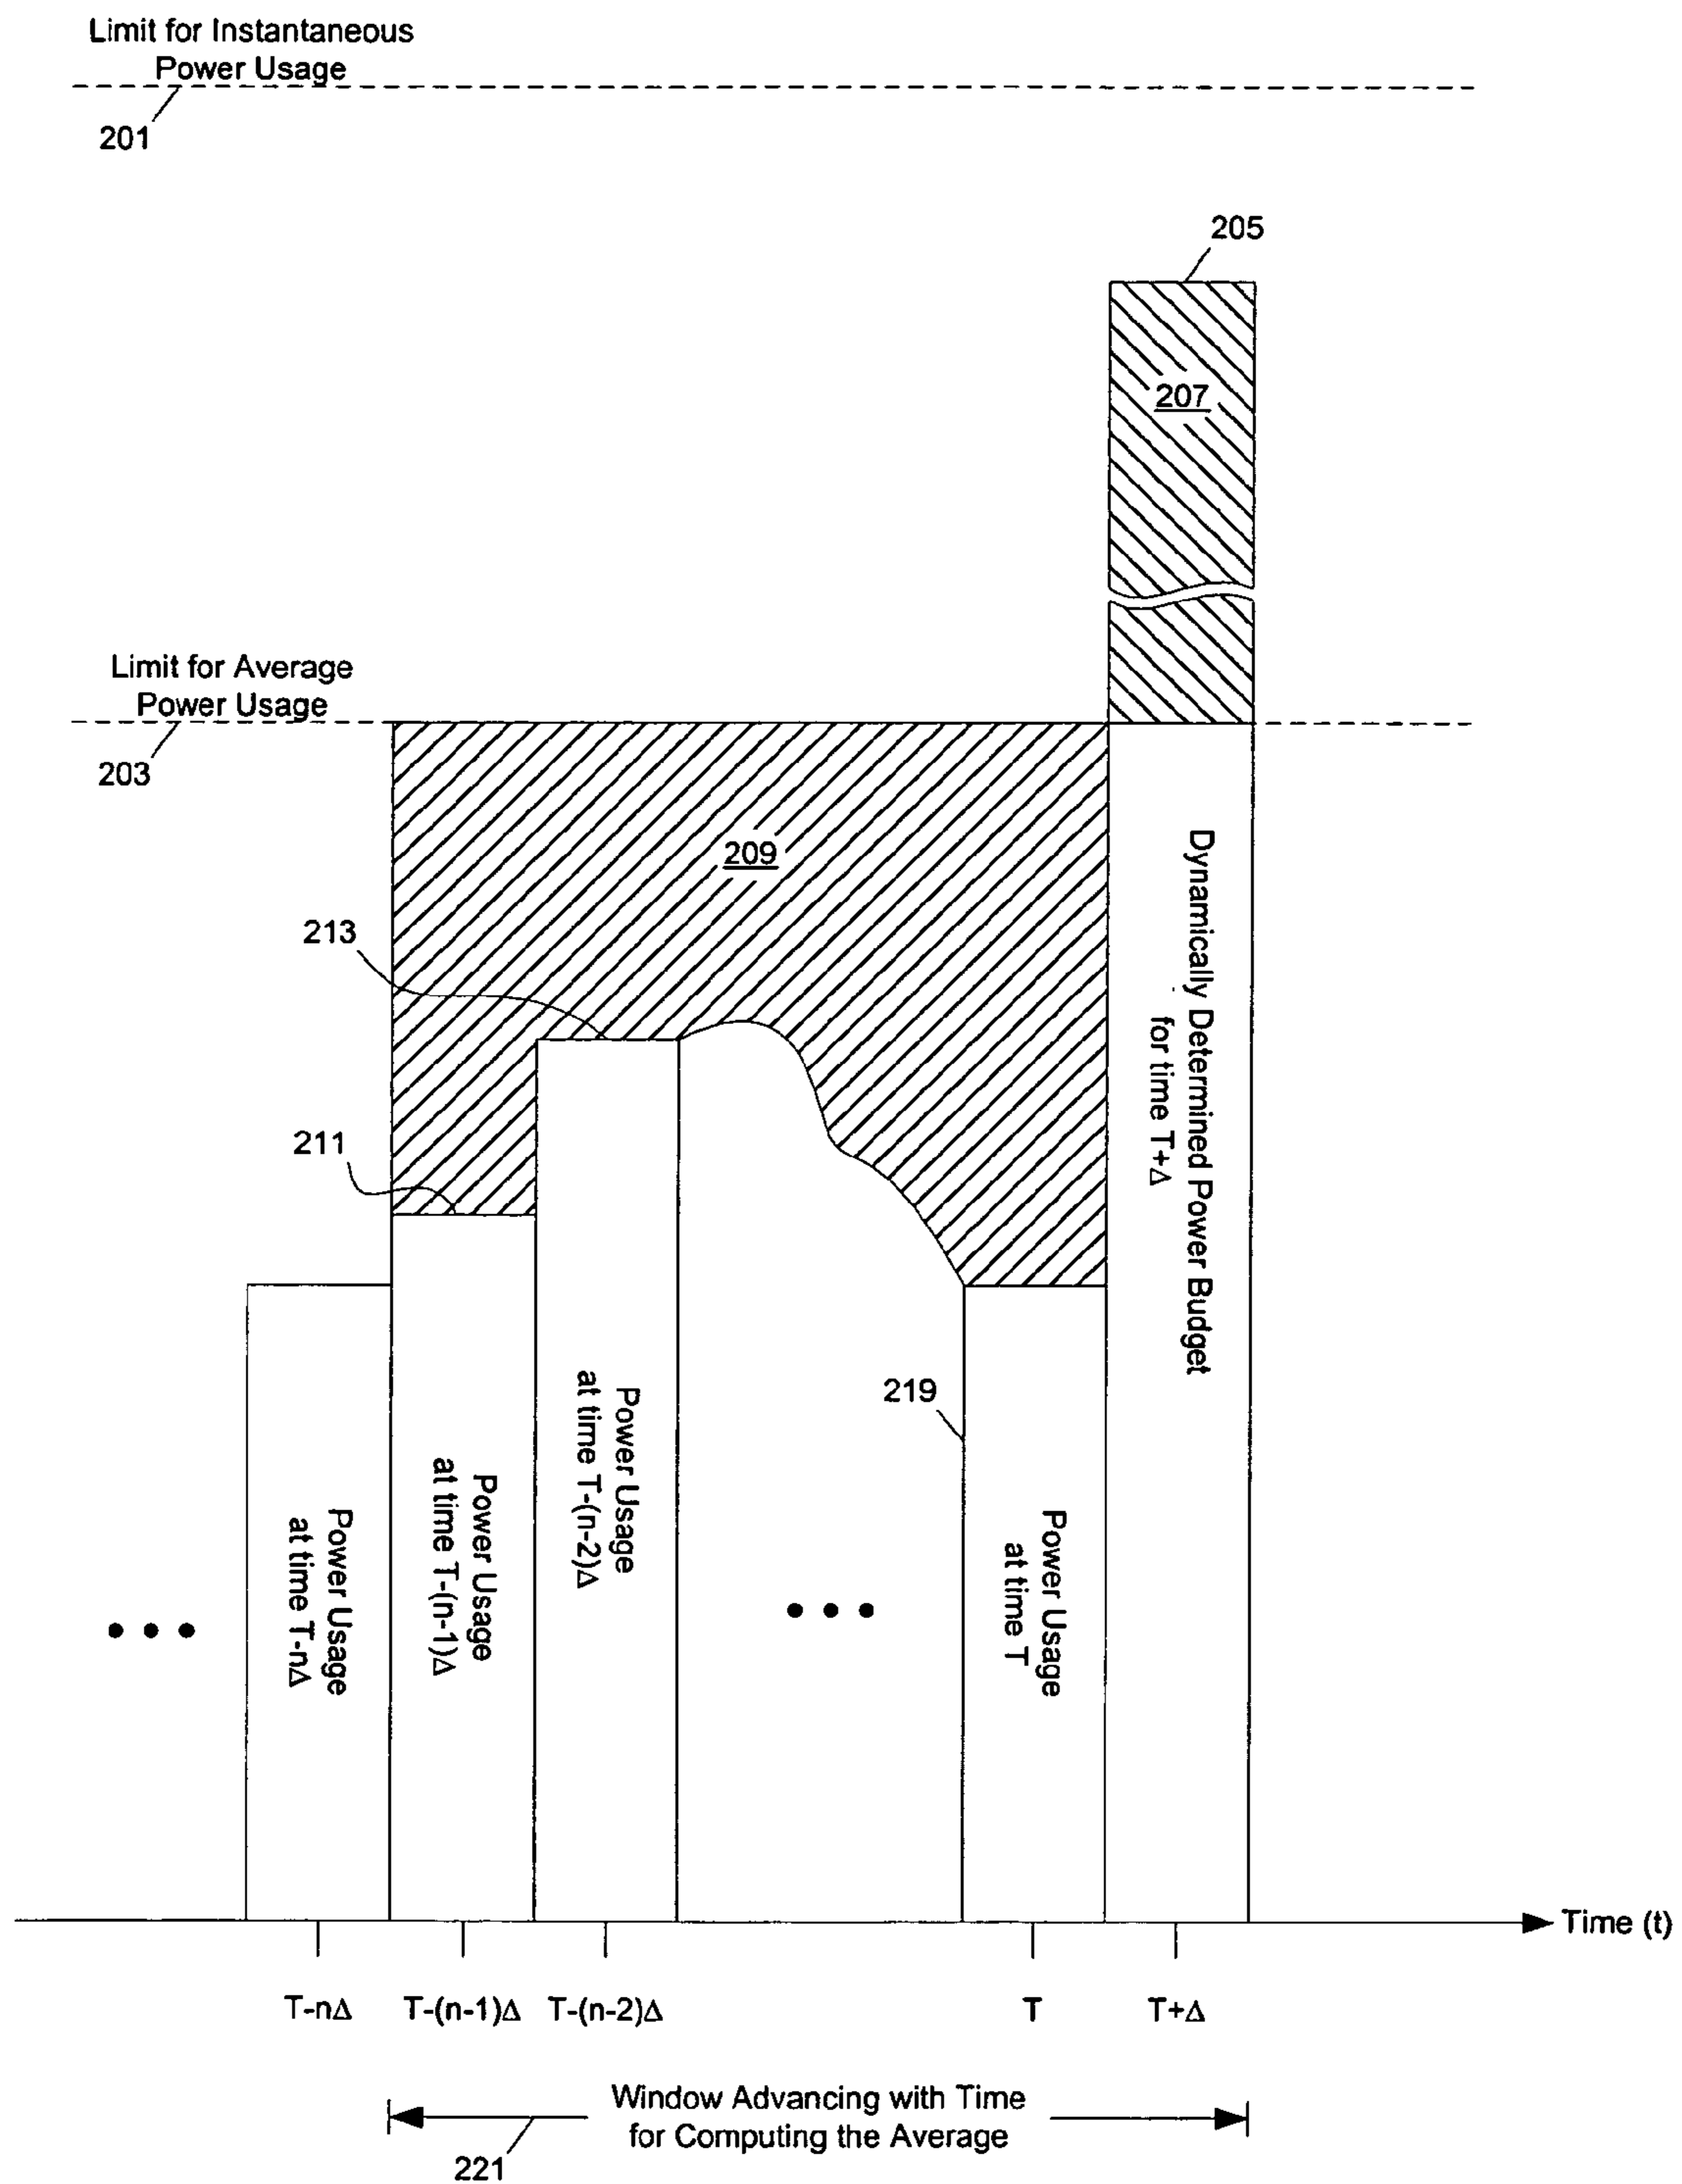 Limit for Instantaneous
Power Usage
201
205
207
Limit for Average
Power Usage
203
209
213
211
Dynamically Determined Power Budget
for time T+Δ
219
Power Usage
at time T-nΔ
Power Usage
at time T-(n-1)Δ
Power Usage
at time T-(n-2)Δ
Power Usage
at time T
Time (t)
T-nΔ T-(n-1)Δ T-(n-2)Δ T T+Δ
Window Advancing with Time
for Computing the Average
221